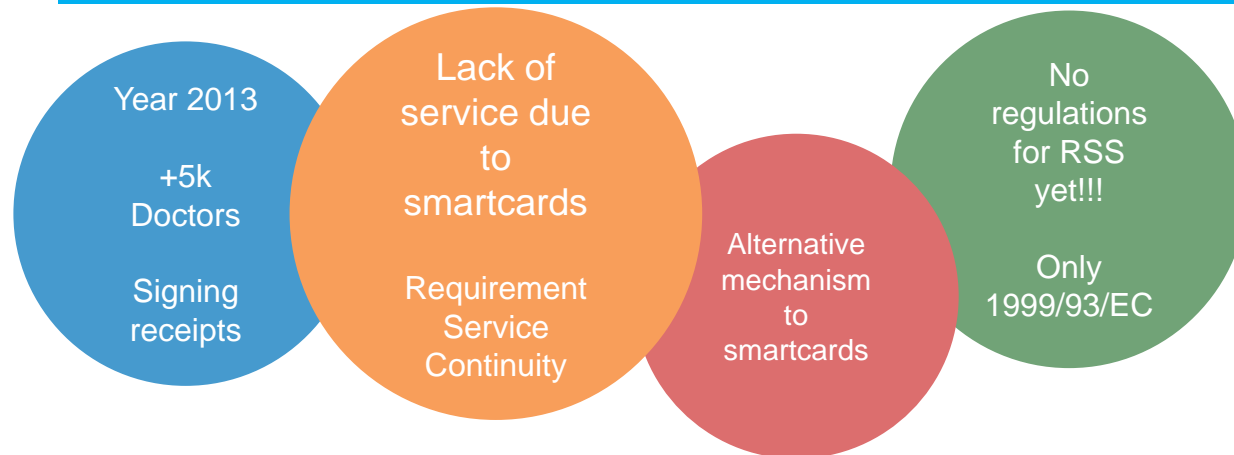 Year 2013
+5k
Doctors
Signing
receipts
Lack of
service due
to
smartcards
Requirement
Service
Continuity
Alternative
mechanism
to
smartcards
No
regulations
for RSS
yet!!!
Only
1999/93/EC